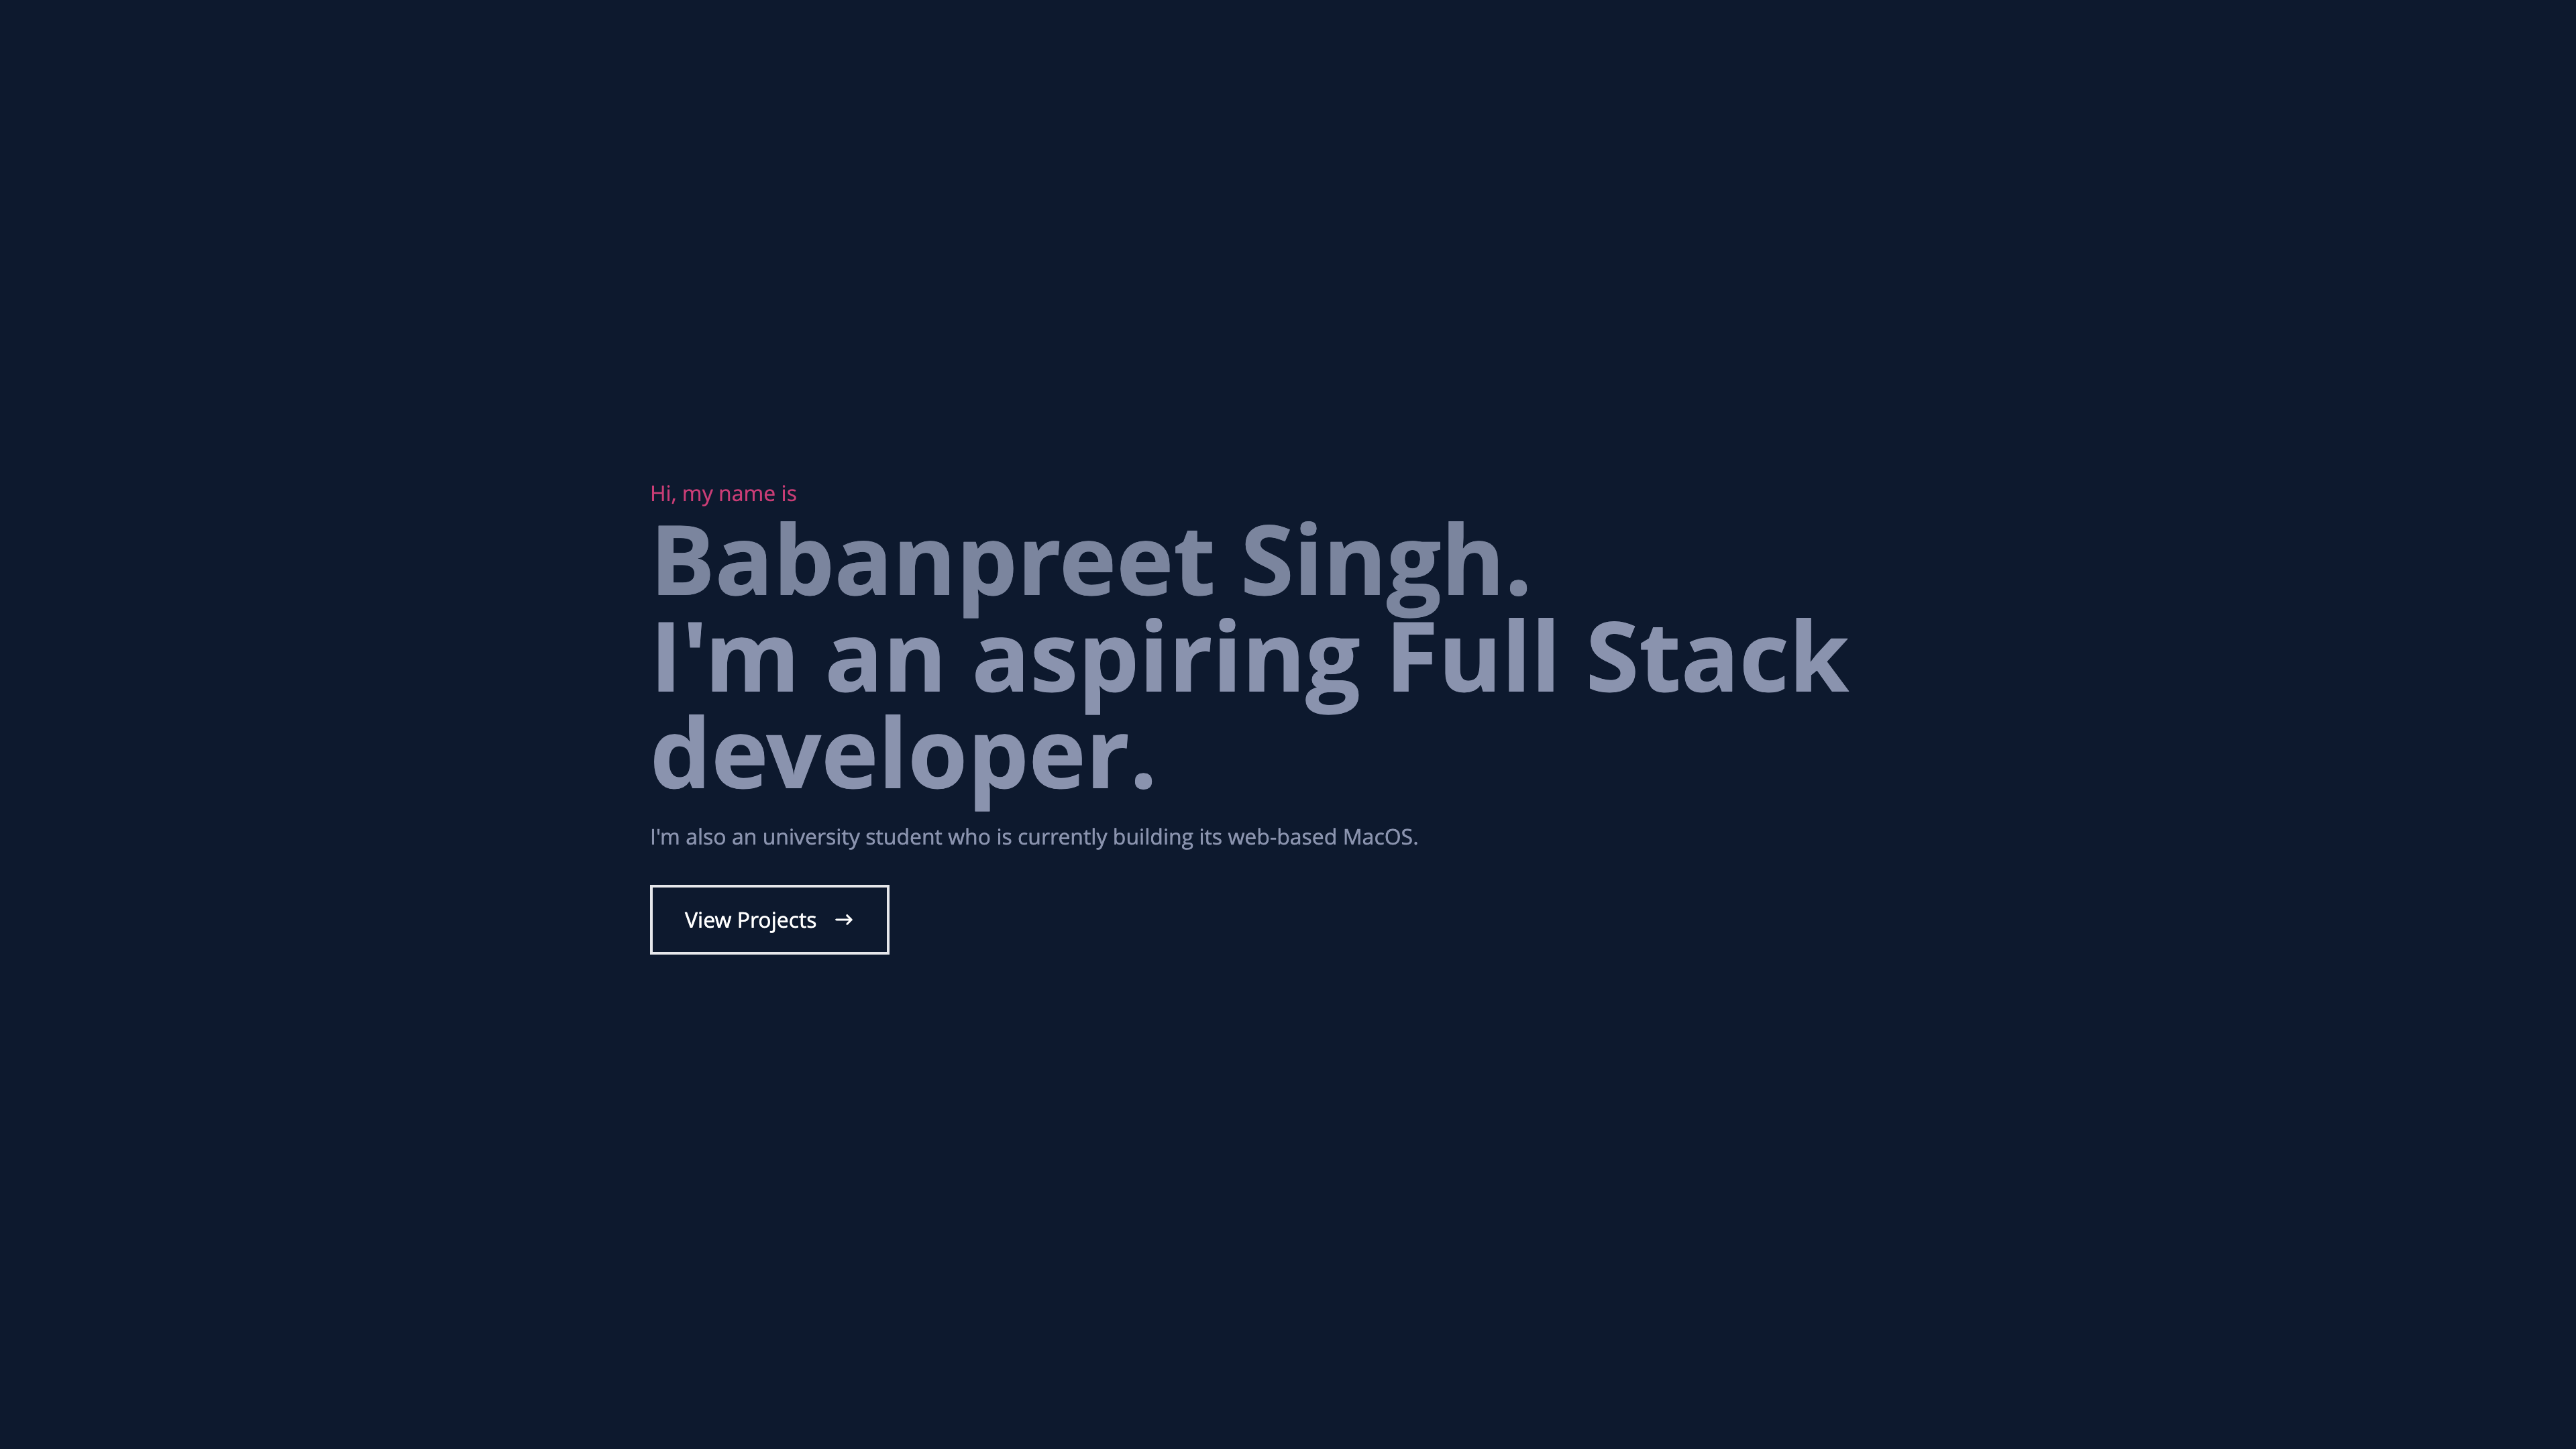 Hi, my name is
Babanpreet Singh.
I'm an aspiring Full Stack
developer.
I'm also an university student who is currently building its web-based MacOS.
View Projects →